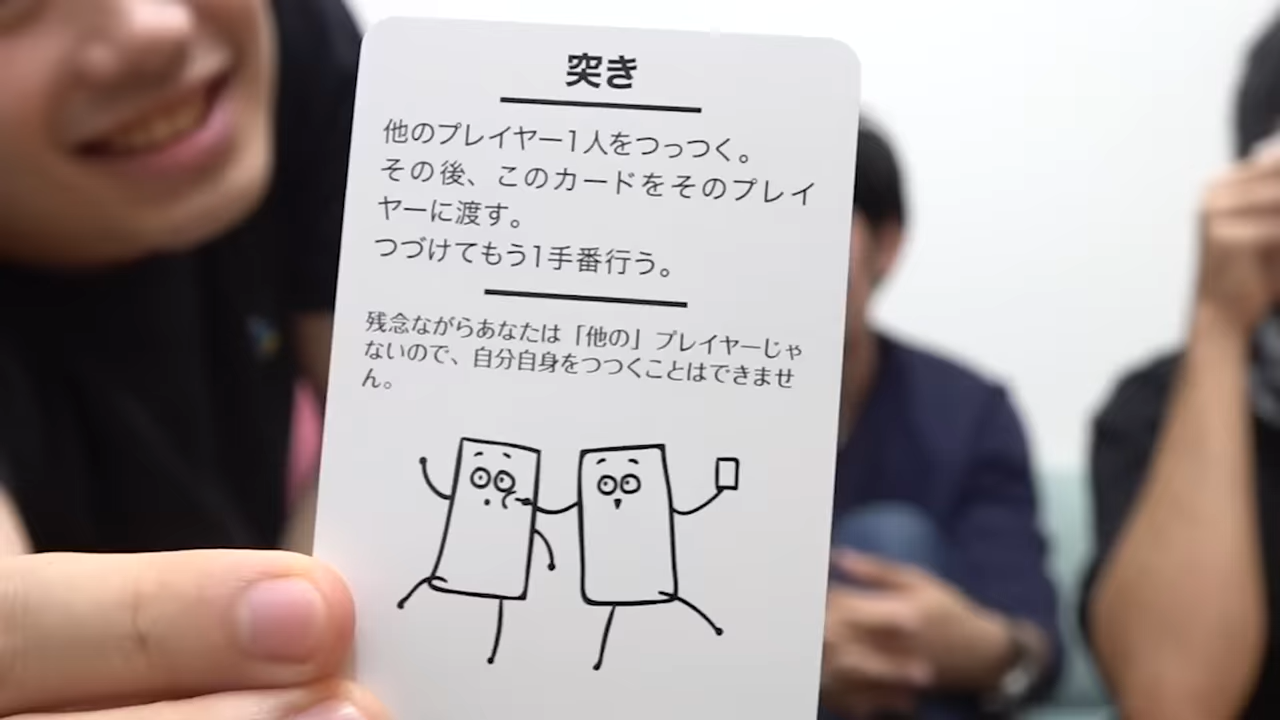 突き
他のプレイヤー1人をつっつく。
その後、このカードをそのプレイ
ヤーに渡す。
つづけてもう1手番行う。
残念ながらあなたは「他の」プレイヤーじゃ
ないので、自分自身をつつくことはできませ
ん。